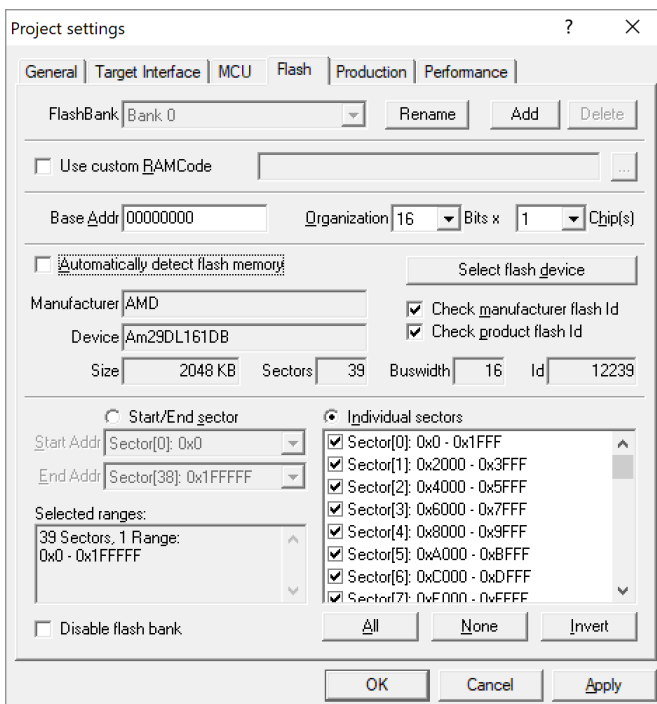 Project settings ? ×
General Target Interface MCU Flash Production Performance
FlashBank Bank 0 Rename Add Delete
Use custom RAMCode ...
Base Addr 00000000 Organization 16 Bits x 1 Chip(s)
Automatically detect flash memory Select flash device
Manufacturer AMD Check manufacturer flash Id
Device Am29DL161DB Check product flash Id
Size 2048 KB Sectors 39 Buswidth 16 Id 12239
Start/End sector Individual sectors
Start Addr Sector[0]: 0x0 Sector[0]: 0x0 - 0x1FFF
Sector[1]: 0x2000 - 0x3FFF
End Addr Sector[38]: 0x1FFFFF Sector[2]: 0x4000 - 0x5FFF
Sector[3]: 0x6000 - 0x7FFF
Selected ranges: Sector[4]: 0x8000 - 0x9FFF
39 Sectors, 1 Range: Sector[5]: 0xA000 - 0xBFFF
0x0 - 0x1FFFFF Sector[6]: 0xC000 - 0xDFFF
Sector[7]: 0xE000 - 0xFFFF
Disable flash bank All None Invert
OK Cancel Apply